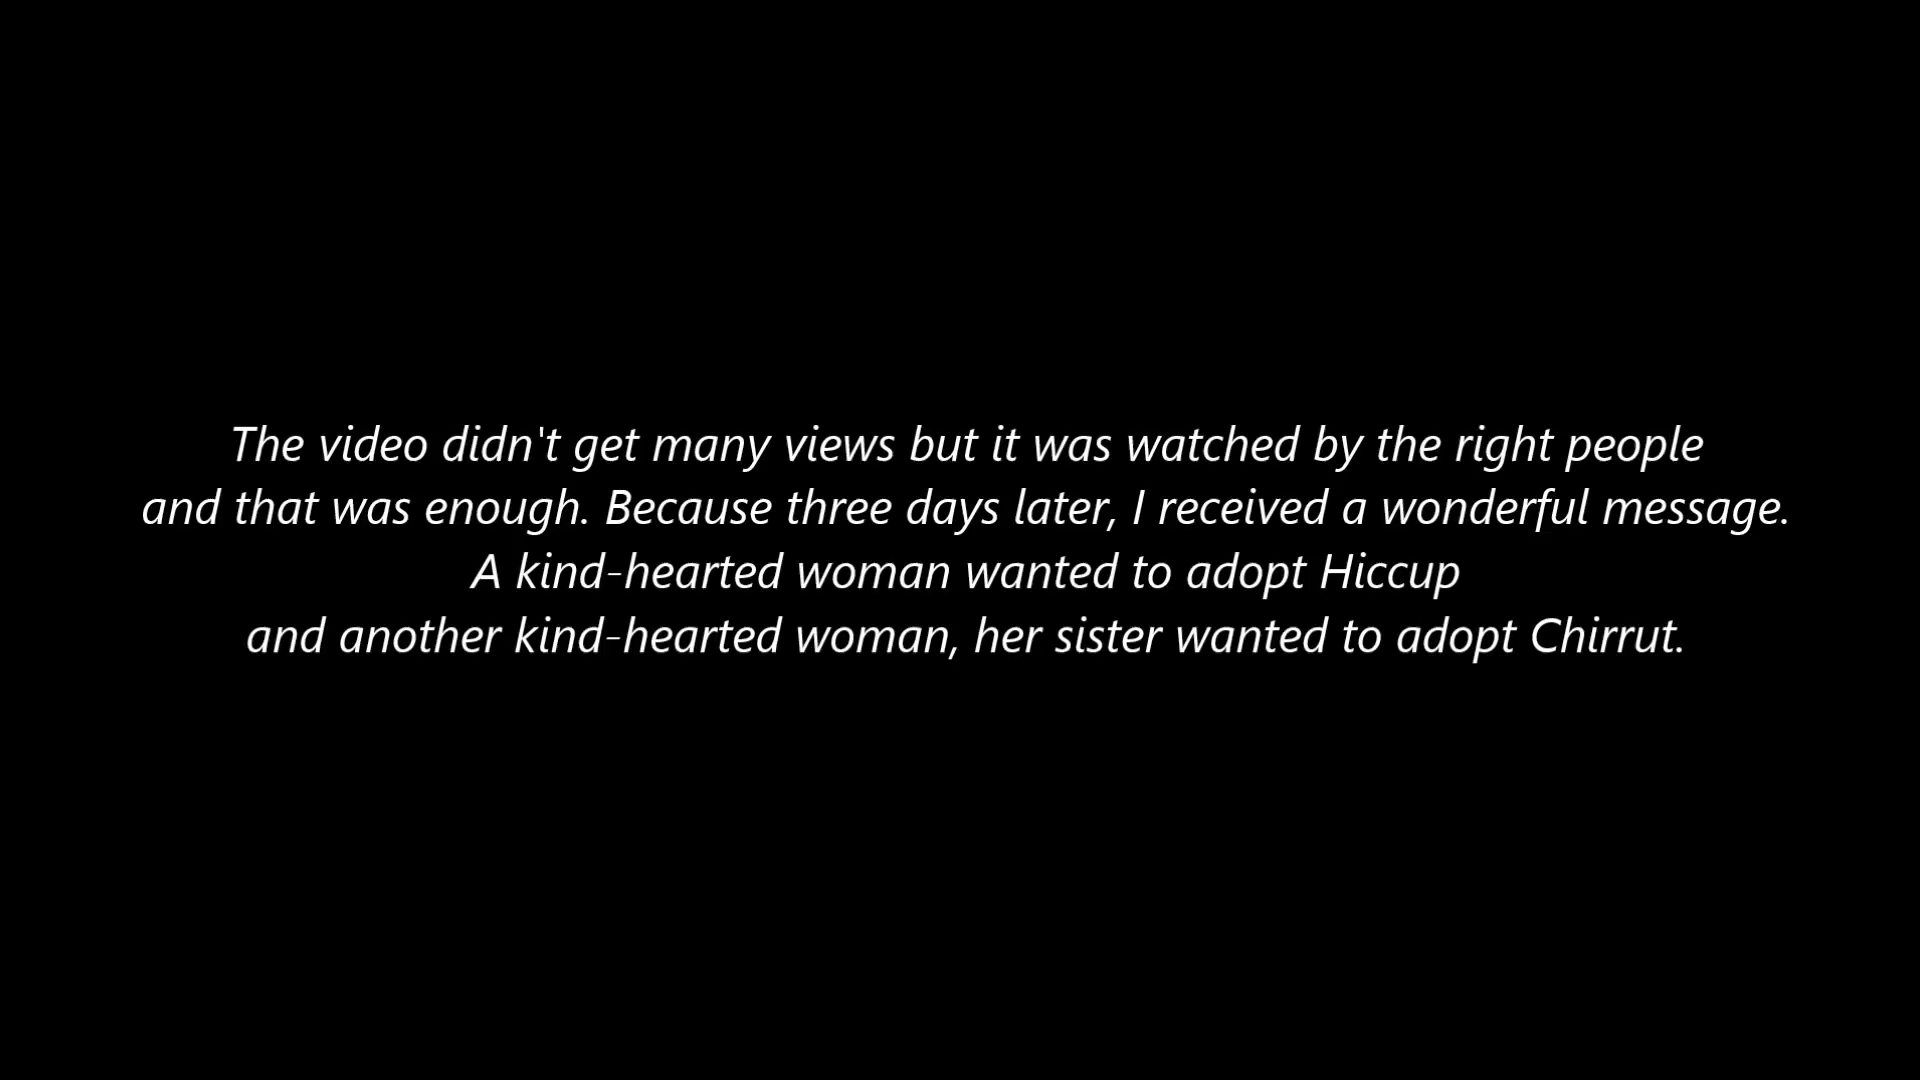 The video didn't get many views but it was watched by the right people
and that was enough. Because three days later, I received a wonderful message.
A kind-hearted woman wanted to adopt Hiccup
and another kind-hearted woman, her sister wanted to adopt Chirrut.